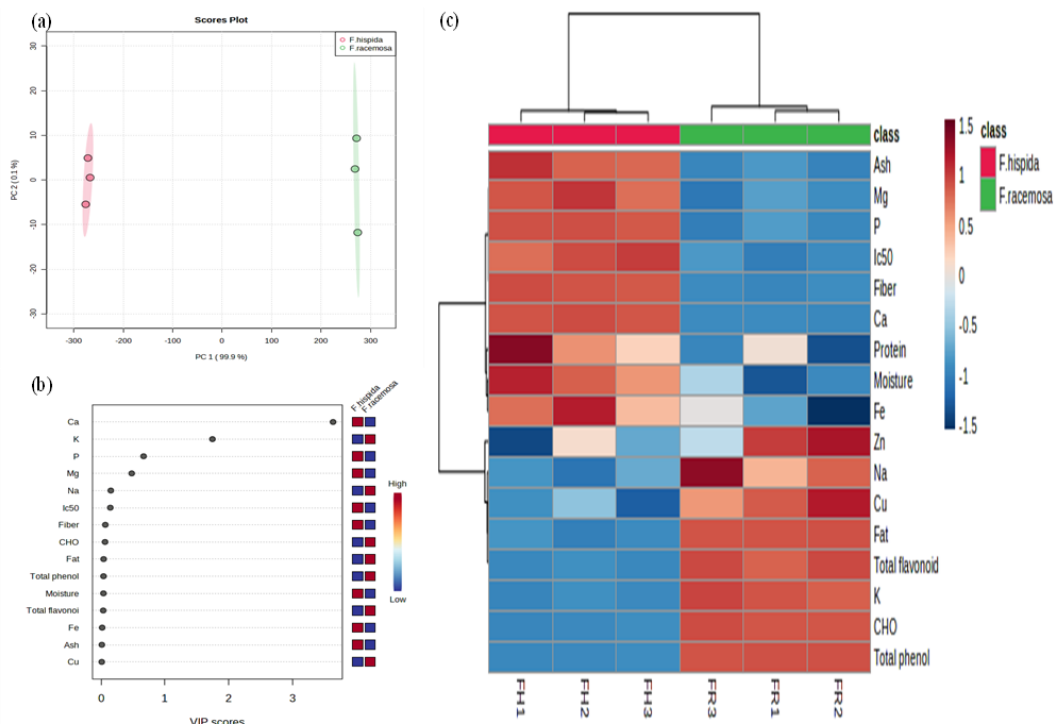 (a)
Scores Plot
F.hispida
F.racemosa
30
20
10
0
-10
-20
-30
PC 2 ( 0.1 %)
-300 -200 -100 0 100 200 300
PC 1 ( 99.9 %)
(b)
F.hispida F.racemosa
Ca
K
P
Mg
Na
Ic50
Fiber
CHO
Fat
Total phenol
Moisture
Total flavonoi
Fe
Ash
Cu
High
Low
0 1 2 3
VIP scores
(c)
class
Ash
Mg
P
Ic50
Fiber
Ca
Protein
Moisture
Fe
Zn
Na
Cu
Fat
Total flavonoid
K
CHO
Total phenol
FH1 FH2 FH3 FR3 FR1 FR2
1.5
1
0.5
0
-0.5
-1
-1.5
class
F.hispida
F.racemosa